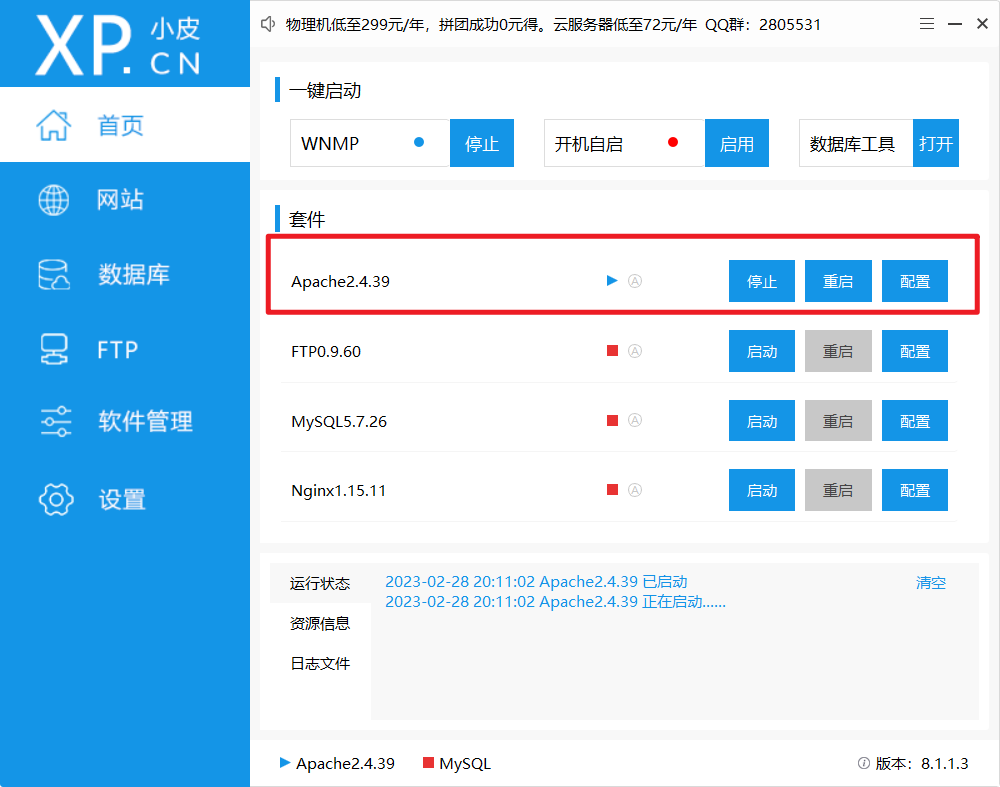 XP.小皮CN
物理机低至299元/年，拼团成功0元得。云服务器低至72元/年 QQ群：2805531
首页
网站
数据库
FTP
软件管理
设置
一键启动
WNMP 停止 开机自启 启用 数据库工具 打开
套件
Apache2.4.39 Ⓐ 停止 重启 配置
FTP0.9.60 Ⓐ 启动 重启 配置
MySQL5.7.26 Ⓐ 启动 重启 配置
Nginx1.15.11 Ⓐ 启动 重启 配置
运行状态
资源信息
日志文件
2023-02-28 20:11:02 Apache2.4.39 已启动 清空
2023-02-28 20:11:02 Apache2.4.39 正在启动......
Apache2.4.39 MySQL 版本：8.1.1.3